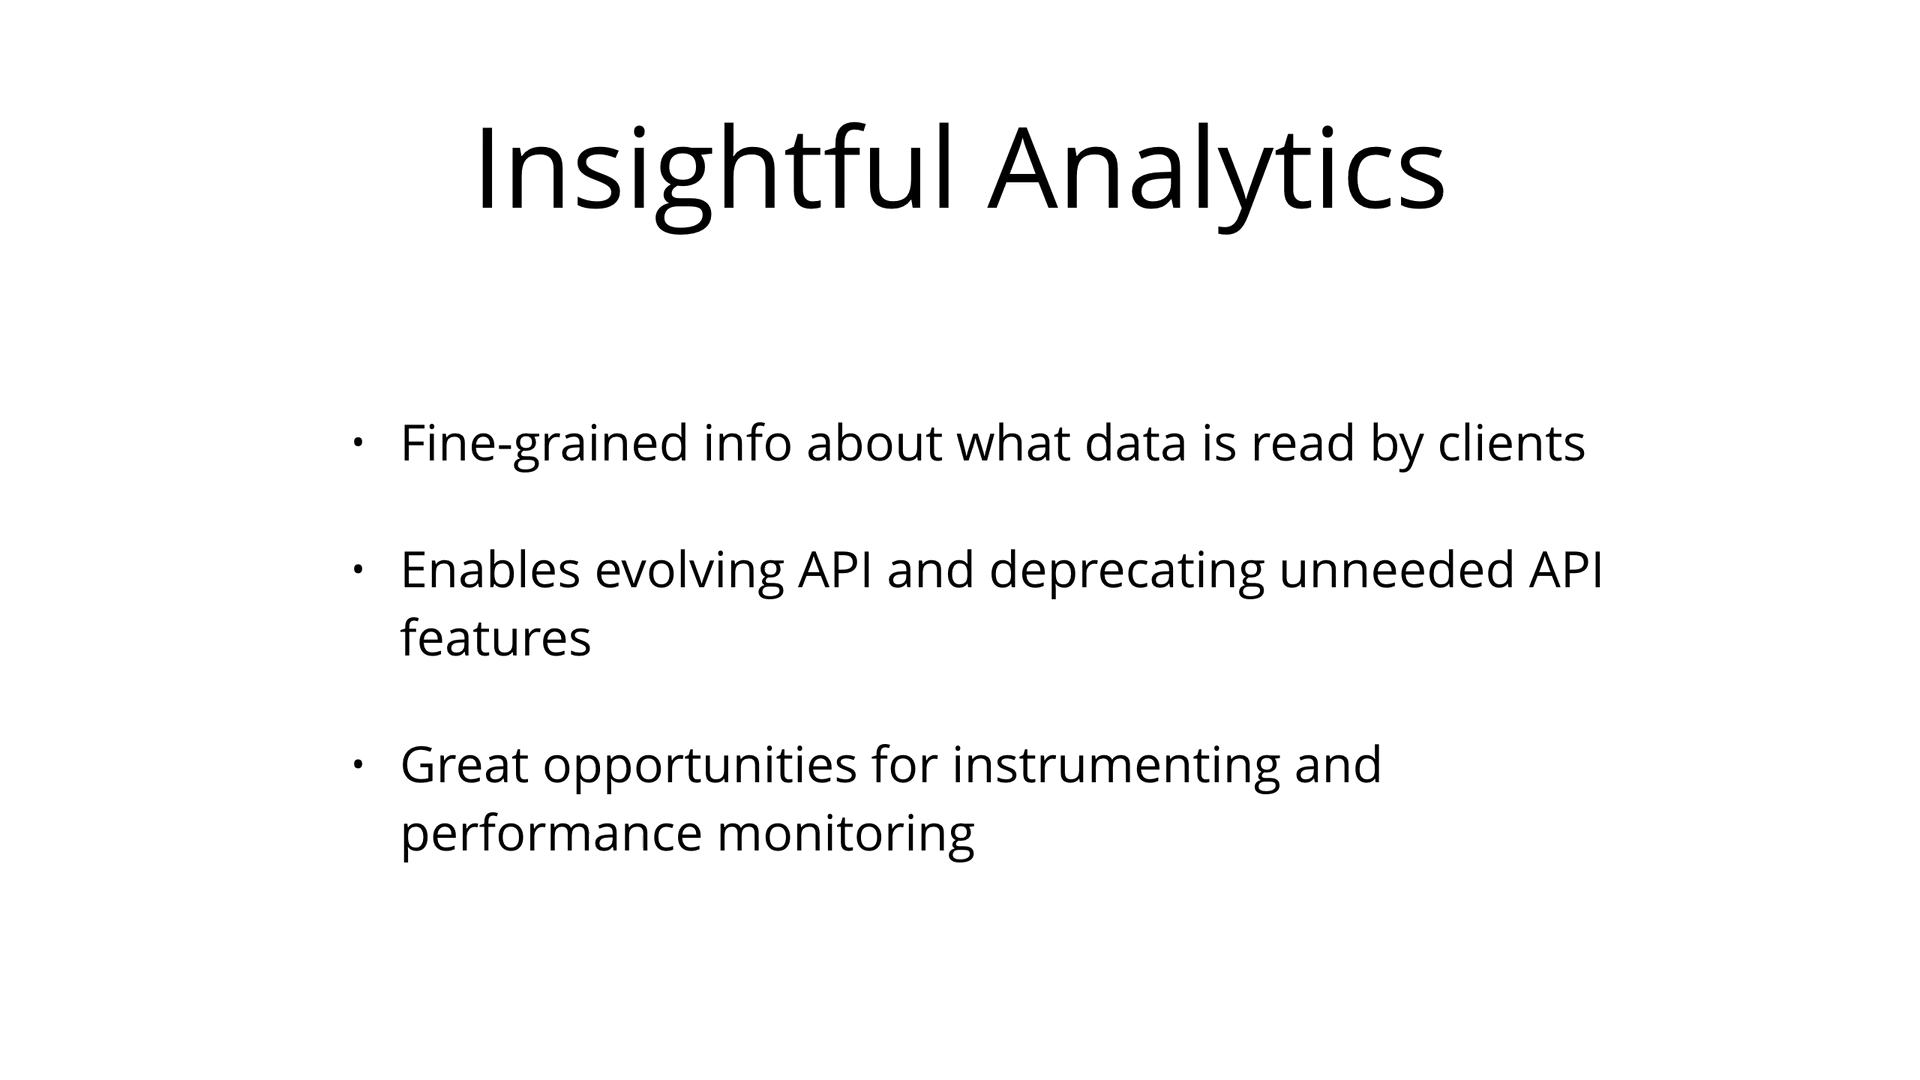 Insightful Analytics
• Fine-grained info about what data is read by clients
• Enables evolving API and deprecating unneeded API
features
• Great opportunities for instrumenting and
performance monitoring